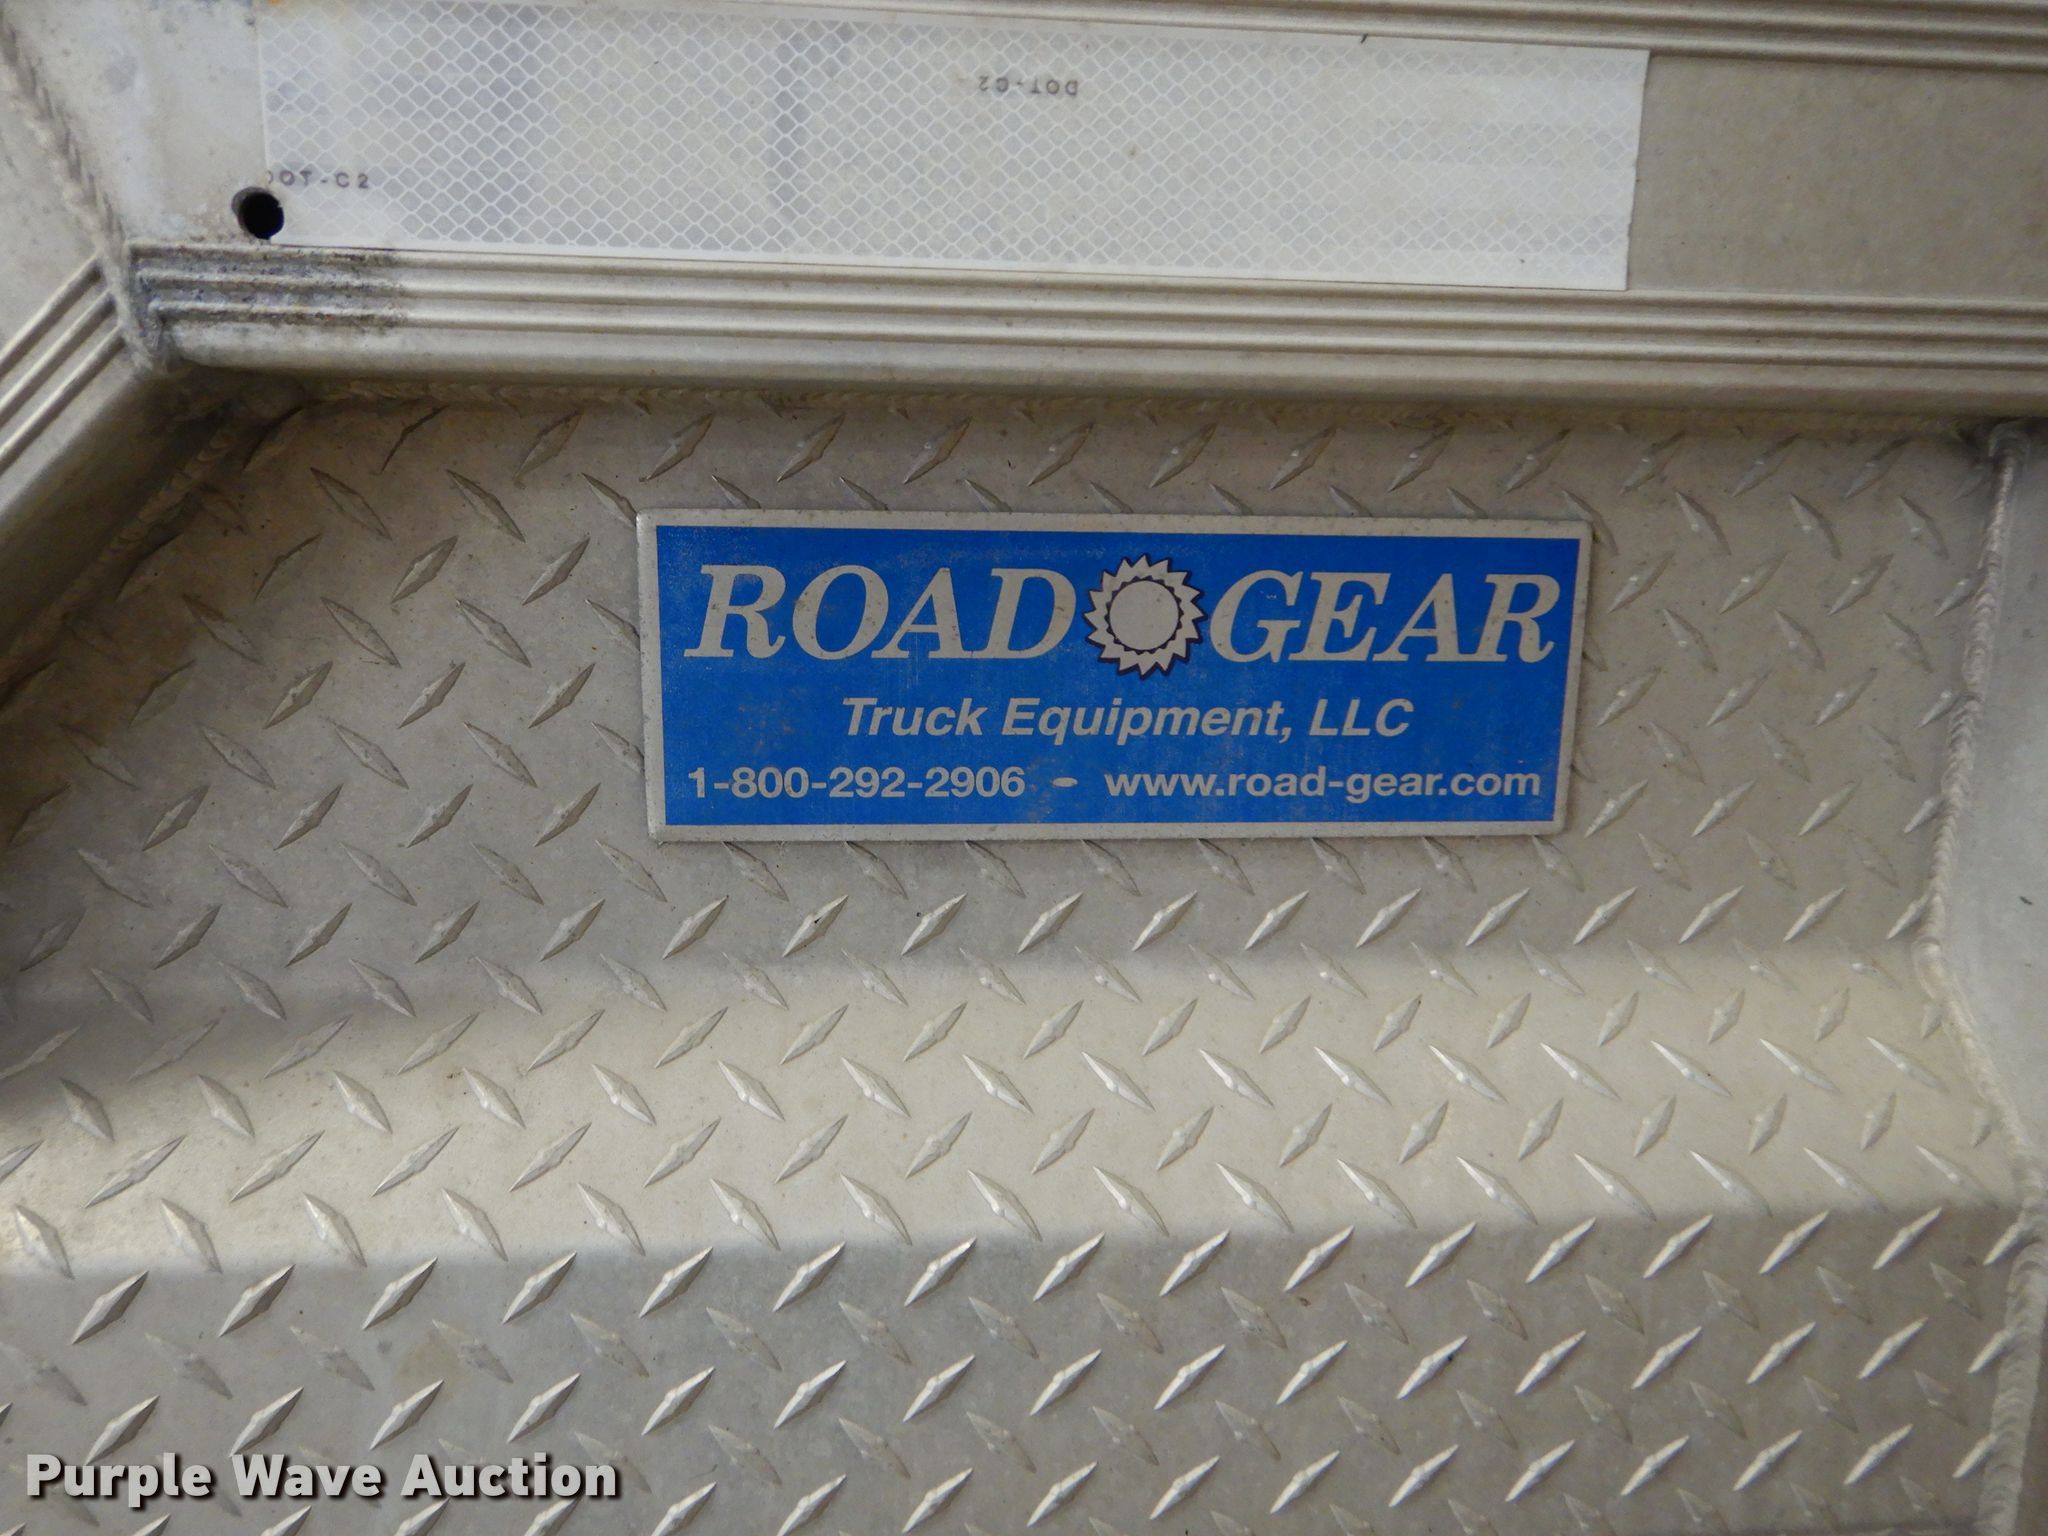 DOT-C2
DOT-C2
ROAD GEAR
Truck Equipment, LLC
1-800-292-2906 - www.road-gear.com
Purple Wave Auction